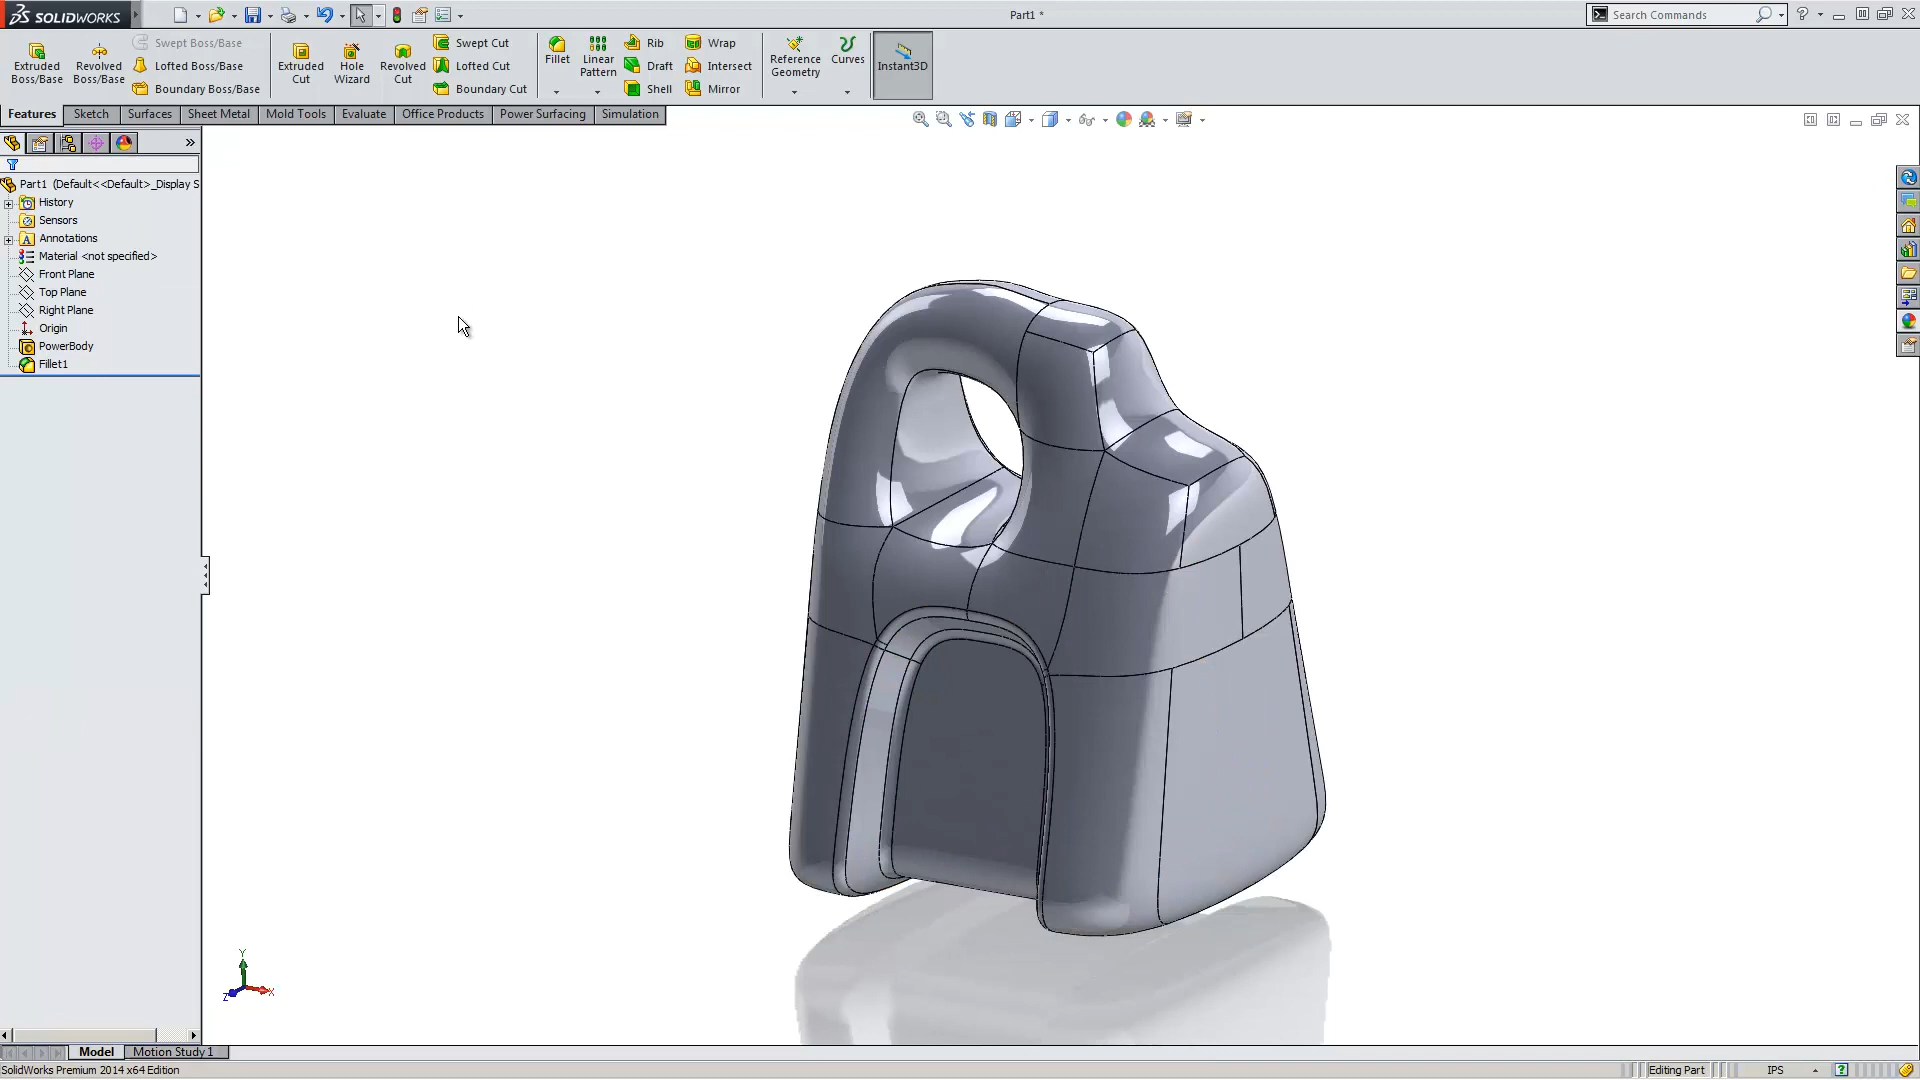 SOLIDWORKS
Part1 *
Search Commands
Extruded Boss/Base
Revolved Boss/Base
Swept Boss/Base
Lofted Boss/Base
Boundary Boss/Base
Extruded Cut
Hole Wizard
Revolved Cut
Swept Cut
Lofted Cut
Boundary Cut
Fillet
Linear Pattern
Rib
Draft
Shell
Wrap
Intersect
Mirror
Reference Geometry
Curves
Instant3D
Features
Sketch
Surfaces
Sheet Metal
Mold Tools
Evaluate
Office Products
Power Surfacing
Simulation
Part1 (Default<<Default>_Display S
History
Sensors
Annotations
Material <not specified>
Front Plane
Top Plane
Right Plane
Origin
PowerBody
Fillet1
Y
Z
X
Model
Motion Study 1
SolidWorks Premium 2014 x64 Edition
Editing Part
IPS